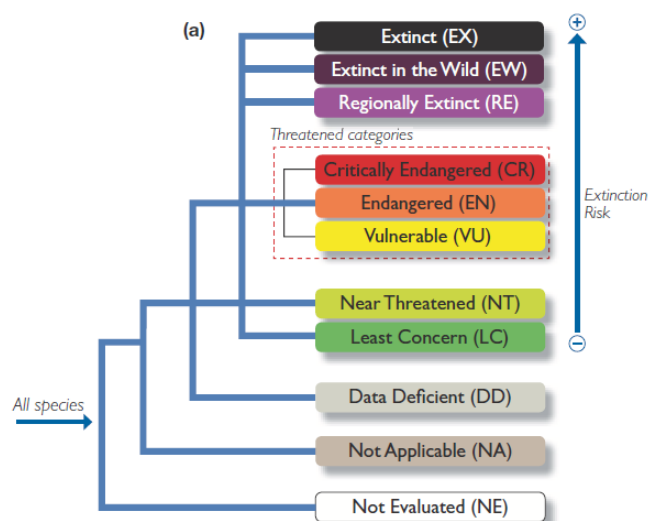 (a)
Extinct (EX)
Extinct in the Wild (EW)
Regionally Extinct (RE)
Threatened categories
Critically Endangered (CR)
Endangered (EN)
Vulnerable (VU)
Extinction
Risk
Near Threatened (NT)
Least Concern (LC)
All species
Data Deficient (DD)
Not Applicable (NA)
Not Evaluated (NE)